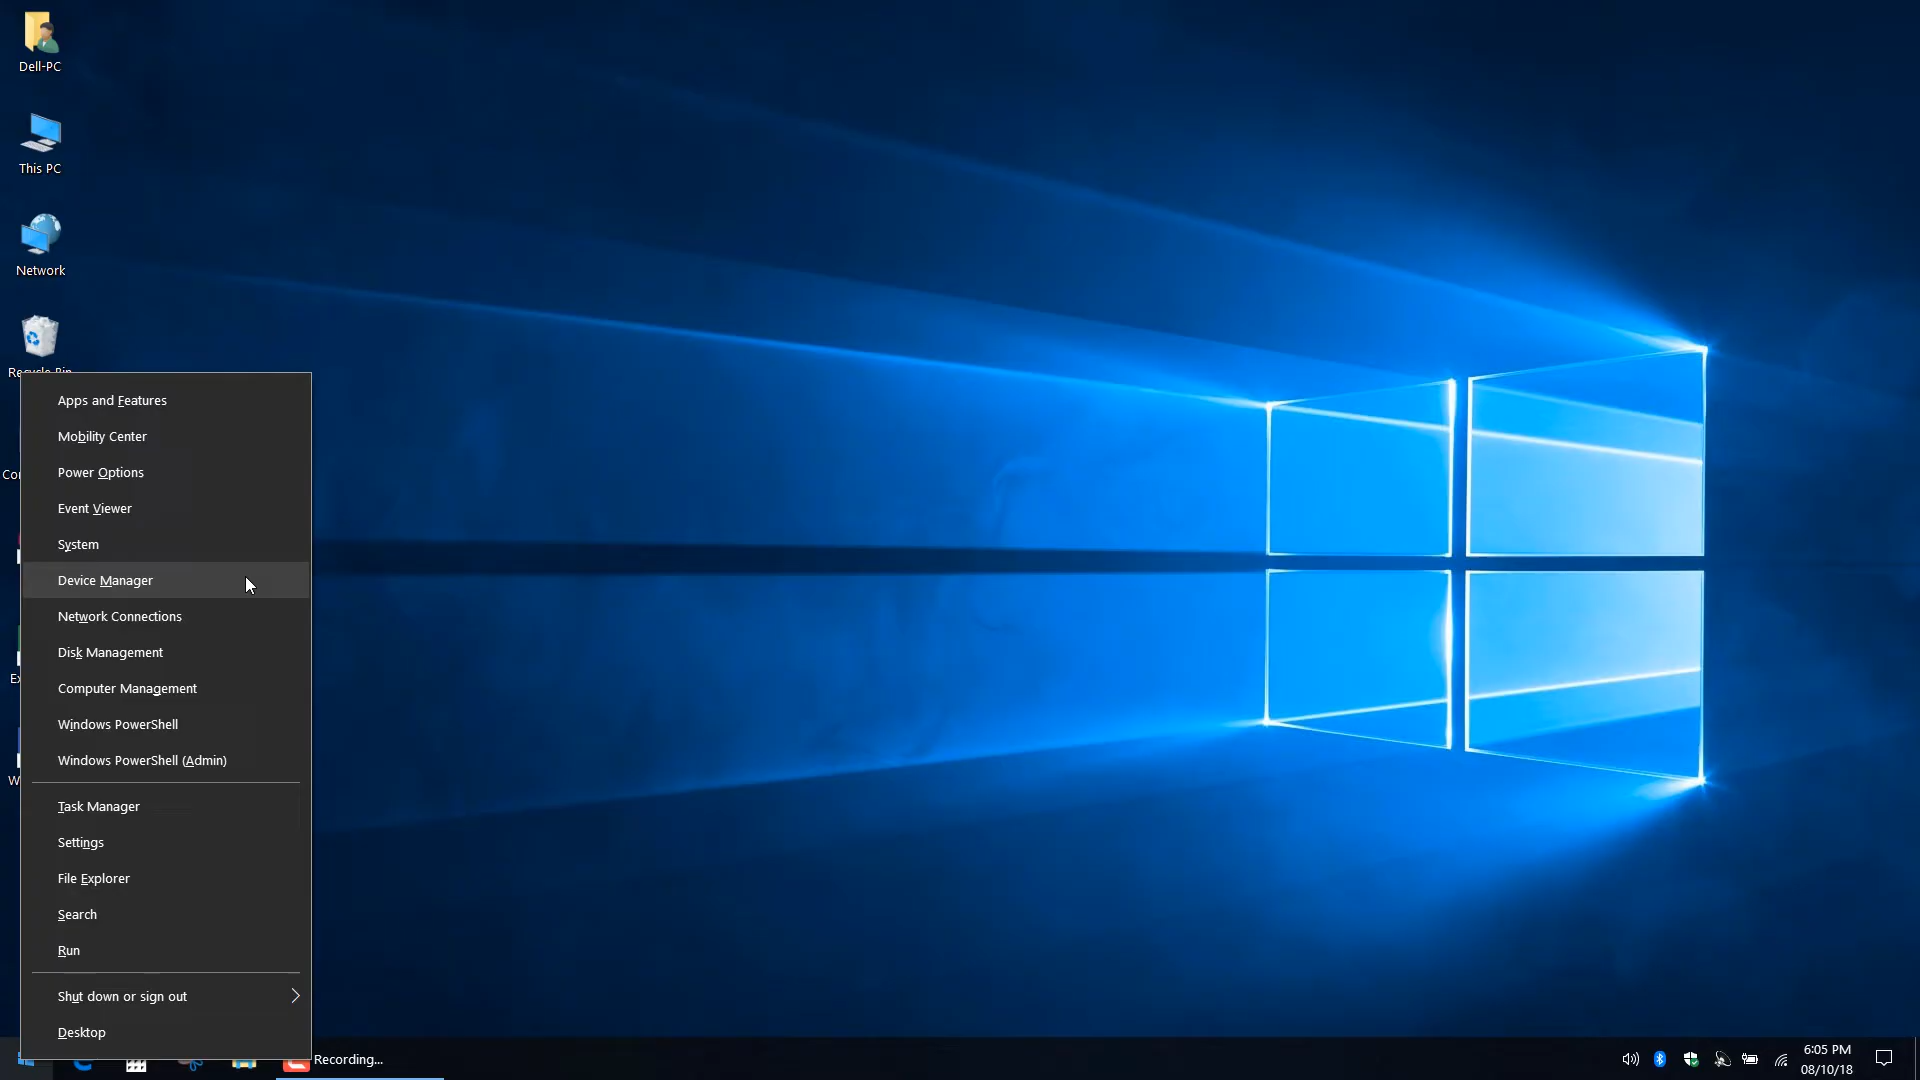 Dell-PC
This PC
Network
Recycle Bin
Apps and Features
Mobility Center
Power Options
Event Viewer
System
Device Manager
Network Connections
Disk Management
Computer Management
Windows PowerShell
Windows PowerShell (Admin)
Task Manager
Settings
File Explorer
Search
Run
Shut down or sign out
Desktop
Recording...
6:05 PM
08/10/18